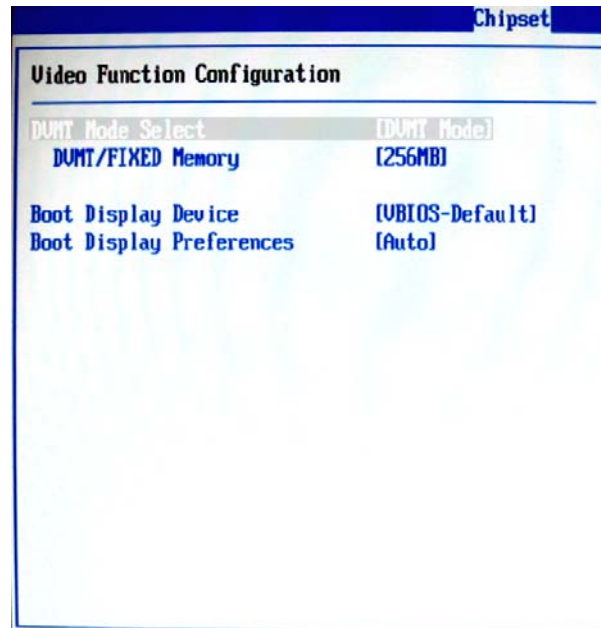 Chipset
Video Function Configuration
DVMT Mode Select [DVMT Mode]
DVMT/FIXED Memory [256MB]
Boot Display Device [VBIOS-Default]
Boot Display Preferences [Auto]